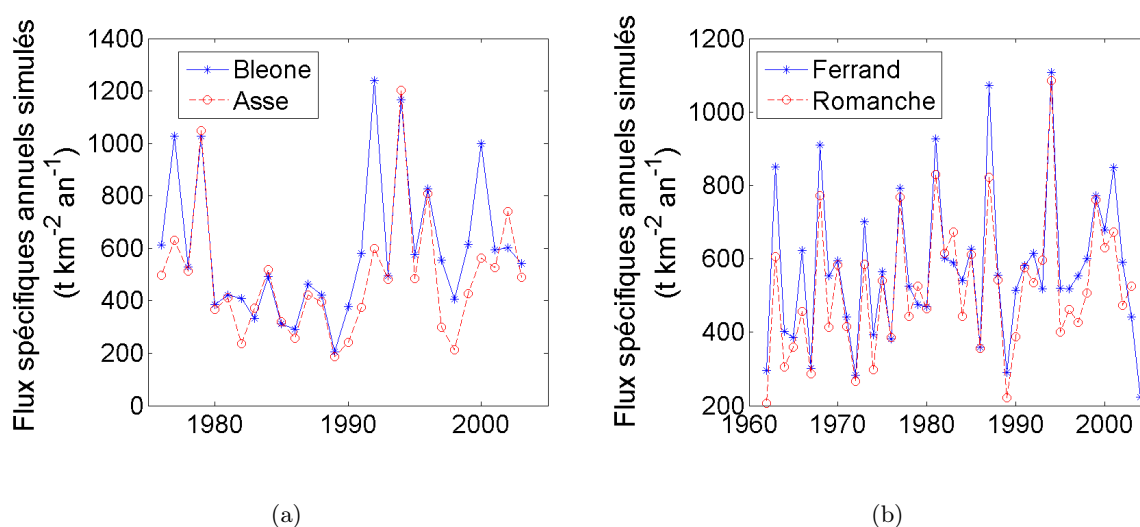 Flux spécifiques annuels simulés
(t km-2 an-1)
1400
1200
1000
800
600
400
200
0
1980
1990
2000
Bleone
Asse
(a)
Flux spécifiques annuels simulés
(t km-2 an-1)
1200
1000
800
600
400
200
1960
1970
1980
1990
2000
Ferrand
Romanche
(b)